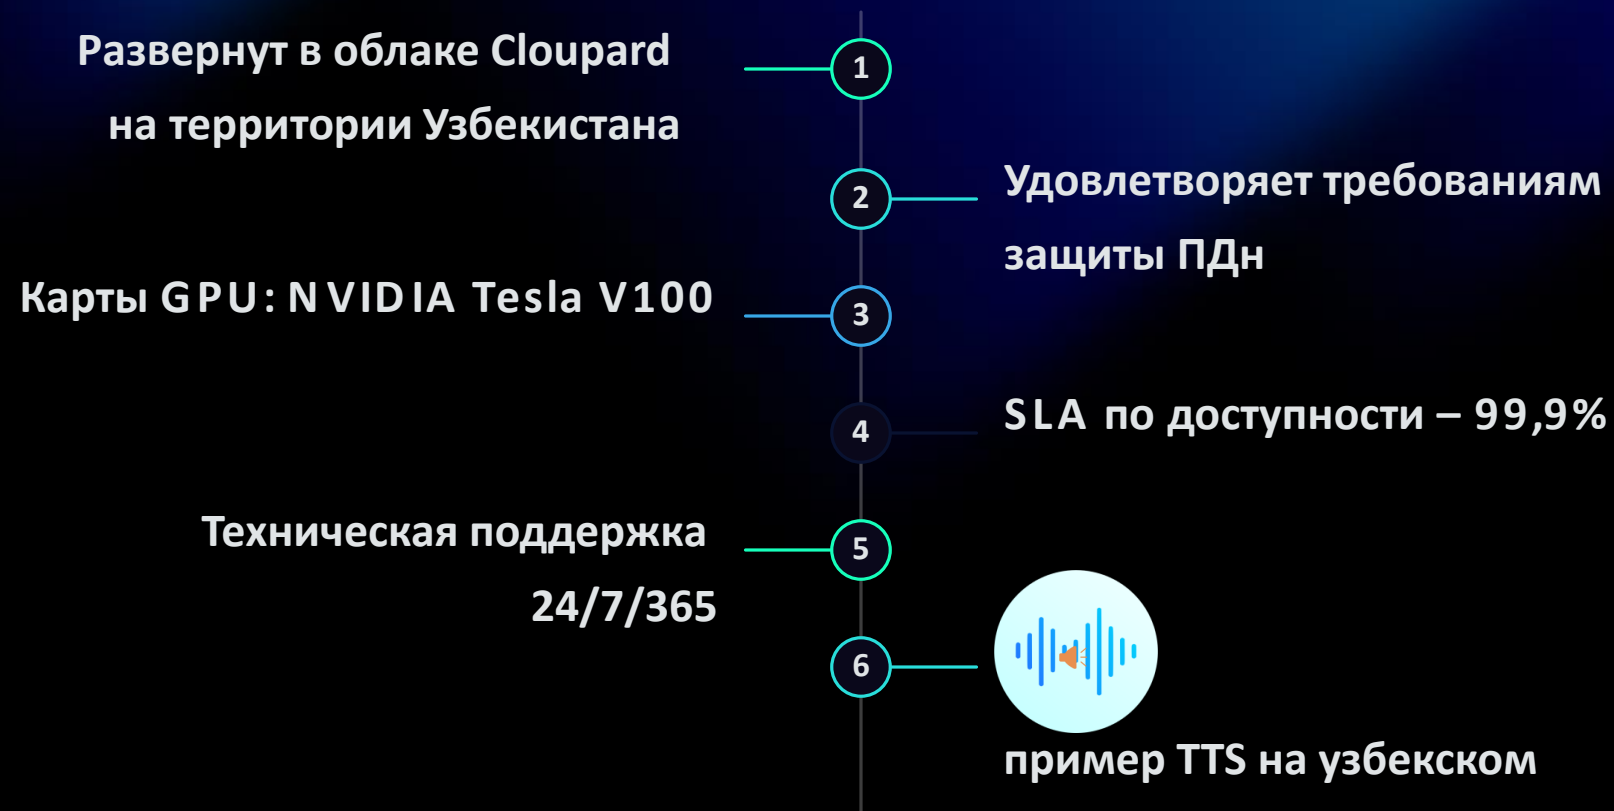 Развернут в облаке Cloupard
на территории Узбекистана
1
2
Удовлетворяет требованиям
защиты ПДн
Карты GPU: NVIDIA Tesla V100
3
4
SLA по доступности – 99,9%
Техническая поддержка
24/7/365
5
6
пример TTS на узбекском